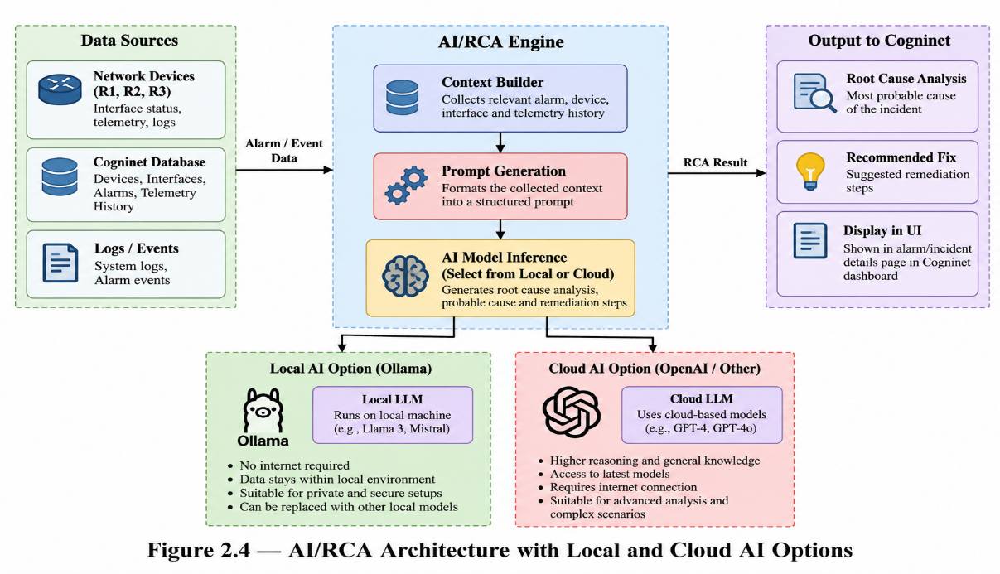 Data Sources
Network Devices
(R1, R2, R3)
Interface status,
telemetry, logs
Cogninet Database
Devices, Interfaces,
Alarms, Telemetry
History
Logs / Events
System logs,
Alarm events
Alarm / Event
Data
AI/RCA Engine
Context Builder
Collects relevant alarm, device,
interface and telemetry history
Prompt Generation
Formats the collected context
into a structured prompt
AI Model Inference
(Select from Local or Cloud)
Generates root cause analysis,
probable cause and remediation steps
RCA Result
Output to Cogninet
Root Cause Analysis
Most probable cause
of the incident
Recommended Fix
Suggested remediation
steps
Display in UI
Shown in alarm/incident
details page in Cogninet
dashboard
Local AI Option (Ollama)
Ollama
Local LLM
Runs on local machine
(e.g., Llama 3, Mistral)
• No internet required
• Data stays within local environment
• Suitable for private and secure setups
• Can be replaced with other local models
Cloud AI Option (OpenAI / Other)
Cloud LLM
Uses cloud-based models
(e.g., GPT-4, GPT-4o)
• Higher reasoning and general knowledge
• Access to latest models
• Requires internet connection
• Suitable for advanced analysis and
complex scenarios
Figure 2.4 — AI/RCA Architecture with Local and Cloud AI Options